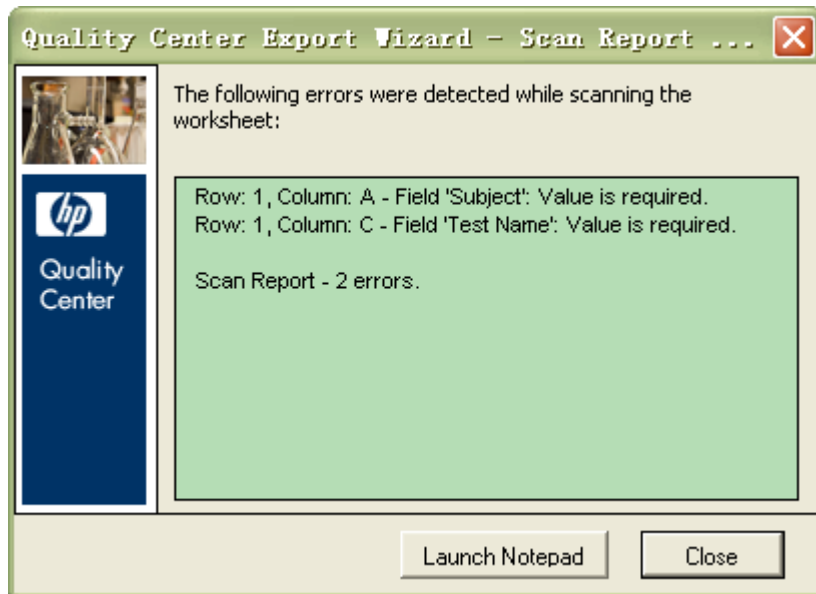 Quality Center Export Wizard - Scan Report ...
The following errors were detected while scanning the
worksheet:
hp
Quality
Center
Row: 1, Column: A - Field 'Subject': Value is required.
Row: 1, Column: C - Field 'Test Name': Value is required.
Scan Report - 2 errors.
Launch Notepad
Close